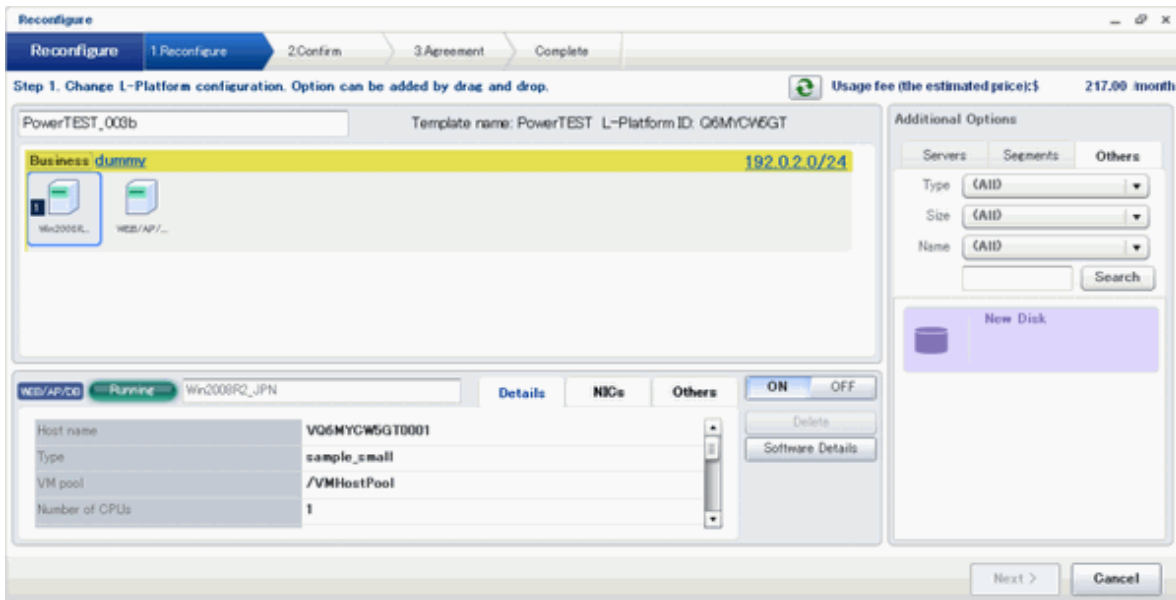 Reconfigure
Reconfigure 1.Reconfigure 2.Confirm 3.Agreement Complete
Step 1. Change L-Platform configuration. Option can be added by drag and drop. Usage fee (the estimated price):$ 217.00 /month
PowerTEST_003b Template name: PowerTEST L-Platform ID: Q6MYCW5GT
Business dummy 192.0.2.0/24
1
Win2008R... WEB/AP/...
Additional Options
Servers Segments Others
Type (All)
Size (All)
Name (All)
Search
New Disk
WEB/AP/DB Running Win2008R2_JPN Details NICs Others ON OFF
Host name VQ6MYCW5GT0001
Type sample_small
VM pool /VMHostPool
Number of CPUs 1
Delete
Software Details
Next > Cancel